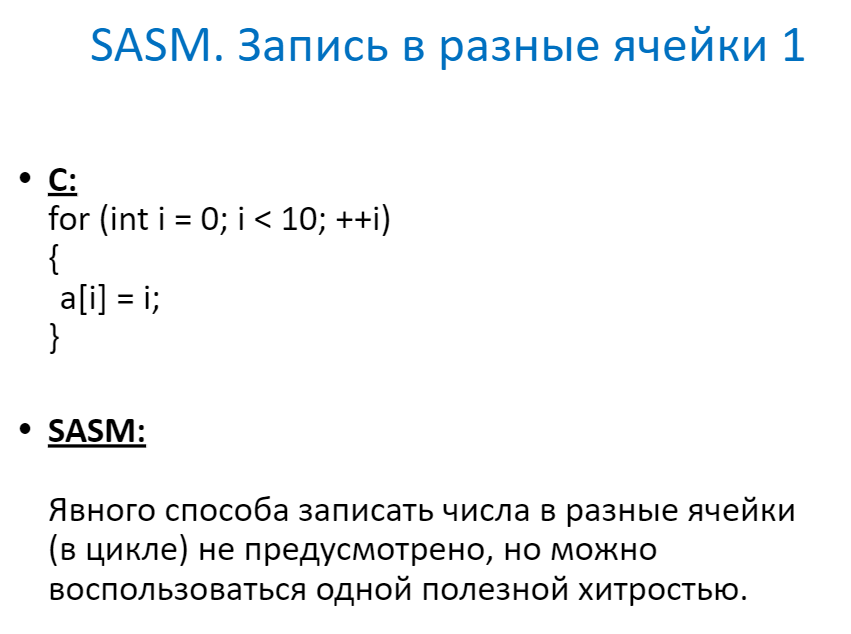 SASM. Запись в разные ячейки 1
• C:
for (int i = 0; i < 10; ++i)
{
a[i] = i;
}
• SASM:
Явного способа записать числа в разные ячейки
(в цикле) не предусмотрено, но можно
воспользоваться одной полезной хитростью.